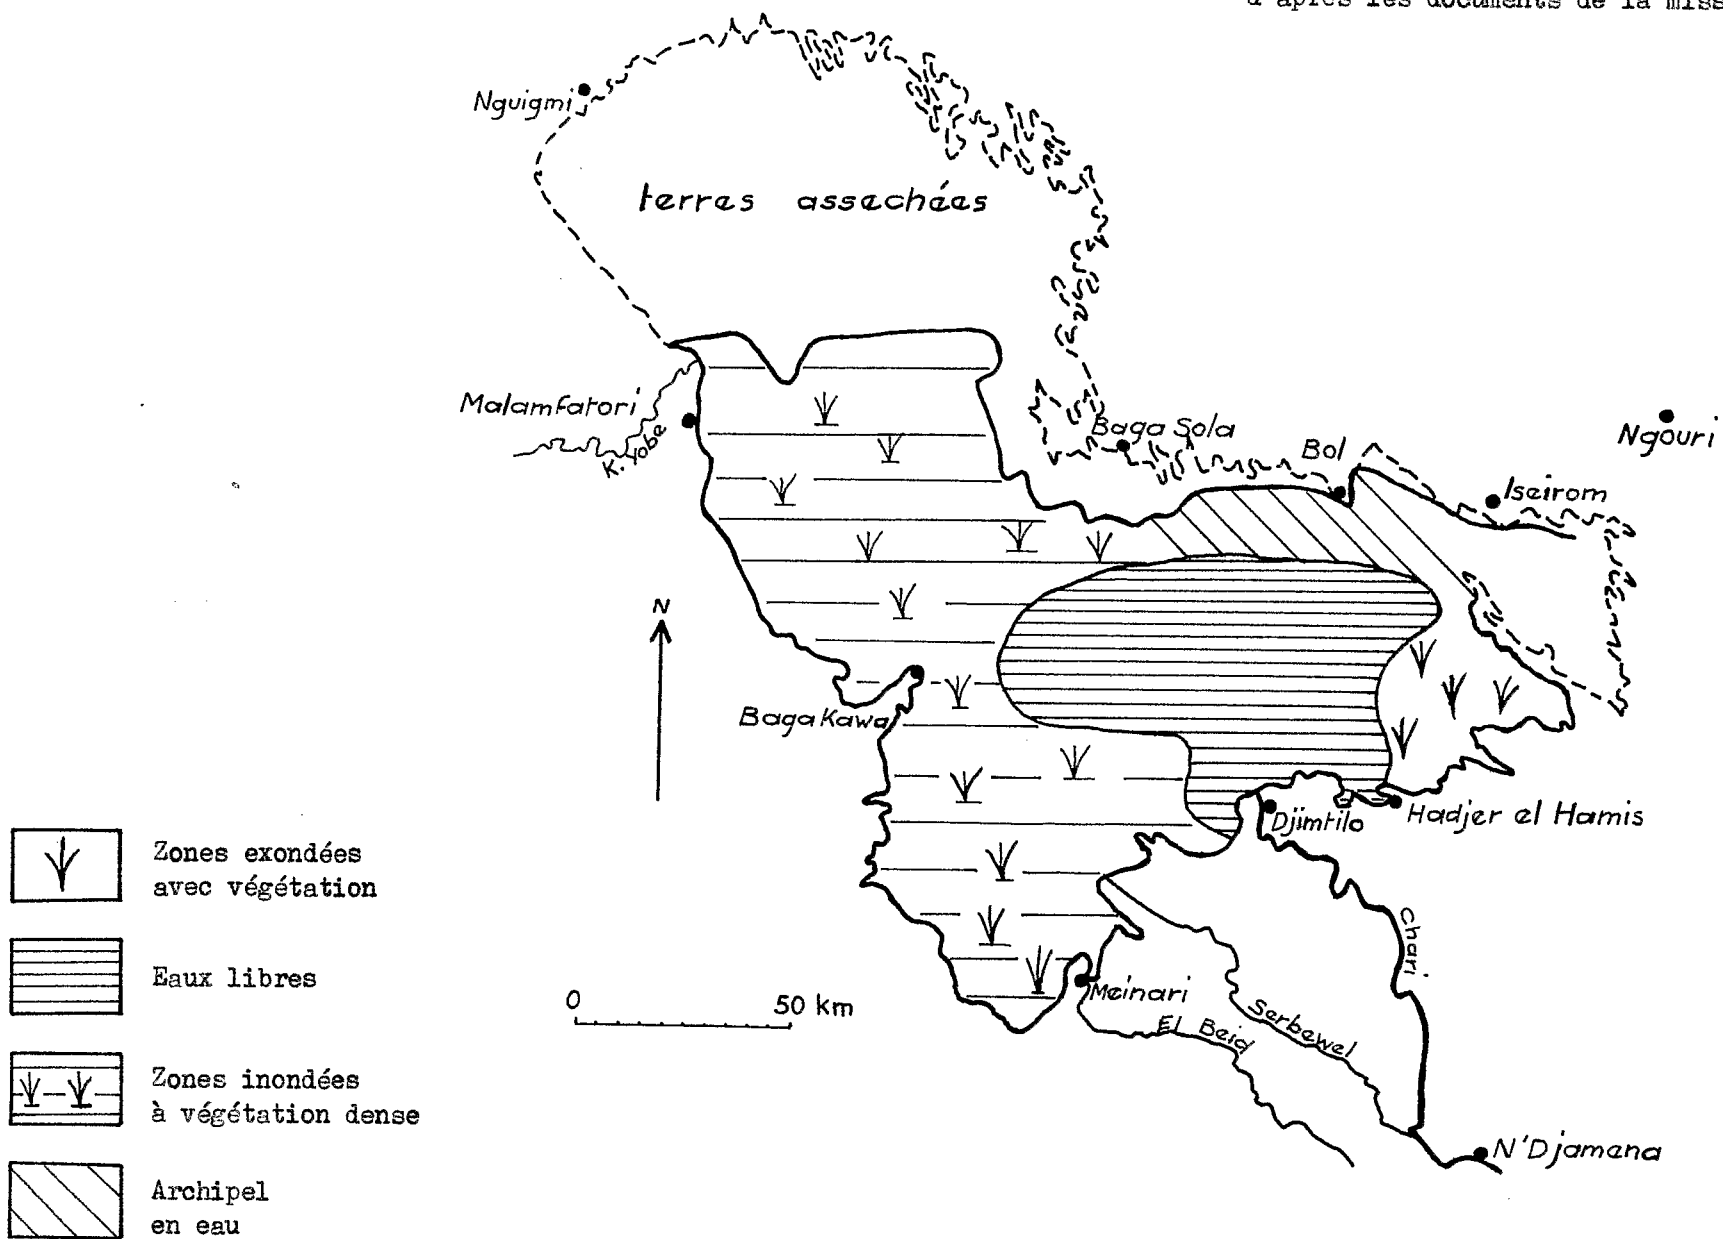 d'après les documents de la miss
Nguigmi
terres assechées
Malamfatori
K. Yobe
Baga Sola
Bol
Ngouri
Iseirom
N
Baga Kawa
Djimtilo
Hadjer el Hamis
Chari
Meinari
El Beid
Serbewel
N'Djamena
0 50 km
Zones exondées
avec végétation
Eaux libres
Zones inondées
à végétation dense
Archipel
en eau